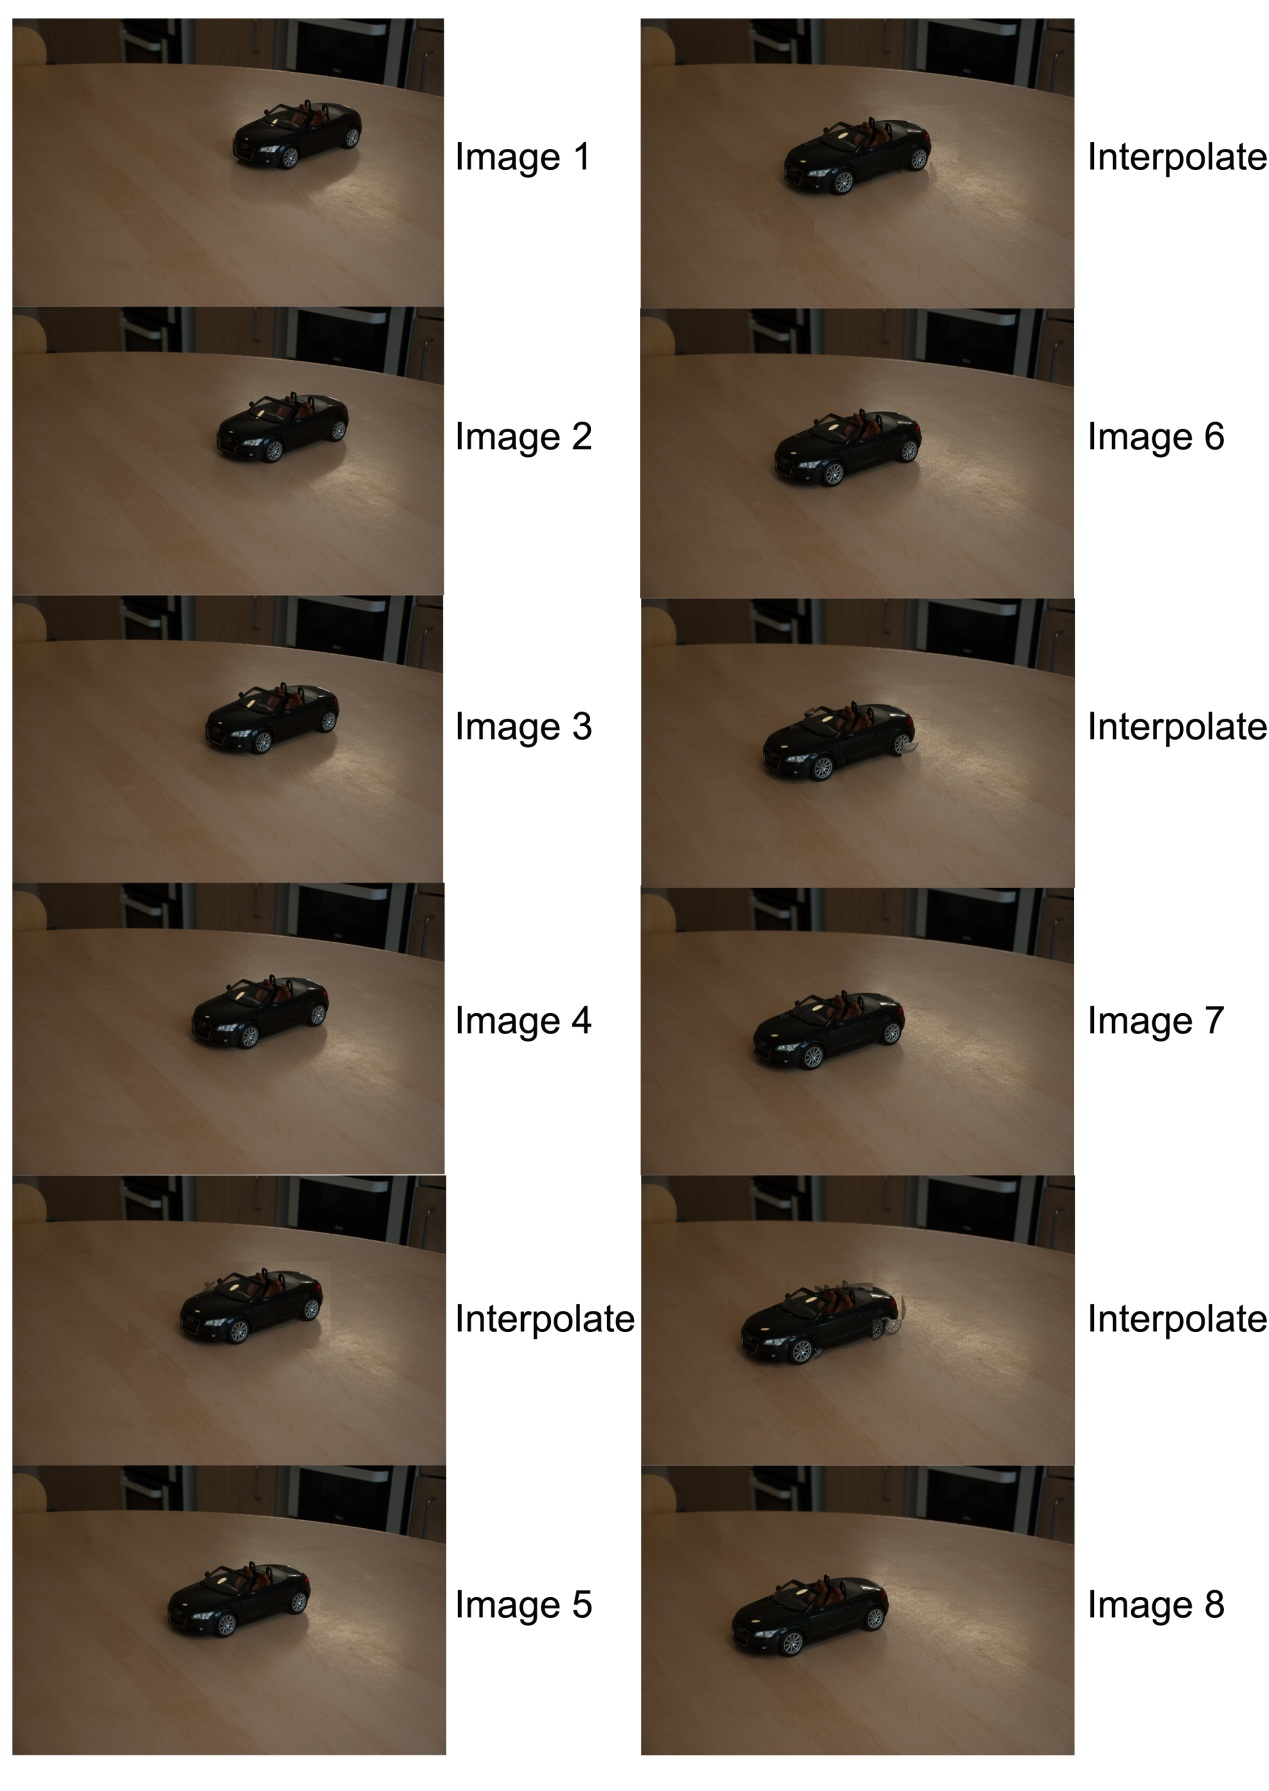 Image 1
Image 2
Image 3
Image 4
Interpolate
Image 5
Interpolate
Image 6
Interpolate
Image 7
Interpolate
Image 8